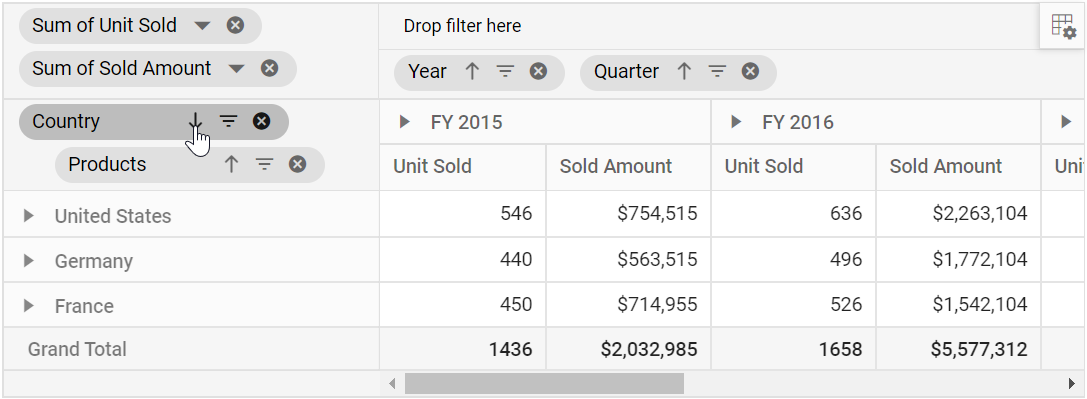 Sum of Unit Sold
Drop filter here
Sum of Sold Amount
Year Quarter
Country
FY 2015 FY 2016
Products
Unit Sold Sold Amount Unit Sold Sold Amount
United States 546 $754,515 636 $2,263,104
Germany 440 $563,515 496 $1,772,104
France 450 $714,955 526 $1,542,104
Grand Total 1436 $2,032,985 1658 $5,577,312